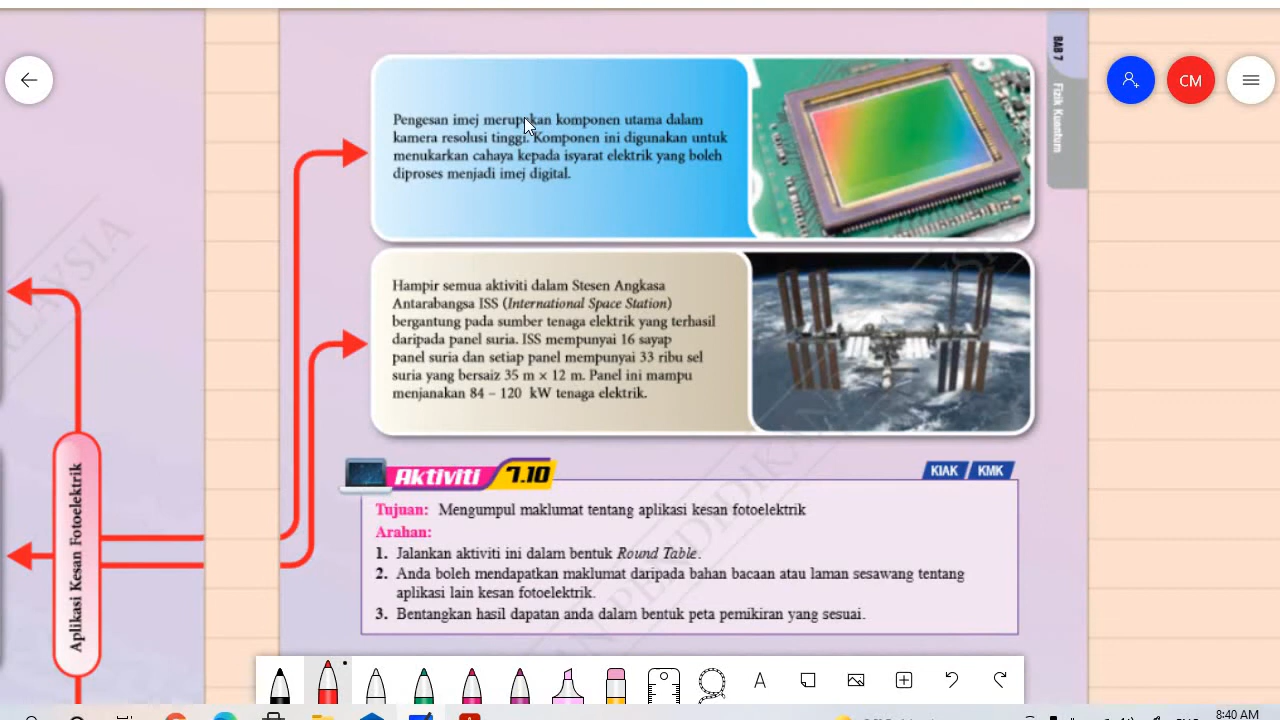 BAB 7
Fizik Kuantum
CM
Pengesan imej merupakan komponen utama dalam
kamera resolusi tinggi. Komponen ini digunakan untuk
menukarkan cahaya kepada isyarat elektrik yang boleh
diproses menjadi imej digital.
Hampir semua aktiviti dalam Stesen Angkasa
Antarabangsa ISS (International Space Station)
bergantung pada sumber tenaga elektrik yang terhasil
daripada panel suria. ISS mempunyai 16 sayap
panel suria dan setiap panel mempunyai 33 ribu sel
suria yang bersaiz 35 m × 12 m. Panel ini mampu
menjanakan 84 – 120 kW tenaga elektrik.
Aplikasi Kesan Fotoelektrik
Aktiviti 7.10
KIAK / KMK
Tujuan: Mengumpul maklumat tentang aplikasi kesan fotoelektrik
Arahan:
1. Jalankan aktiviti ini dalam bentuk Round Table.
2. Anda boleh mendapatkan maklumat daripada bahan bacaan atau laman sesawang tentang
aplikasi lain kesan fotoelektrik.
3. Bentangkan hasil dapatan anda dalam bentuk peta pemikiran yang sesuai.
A
8:40 AM